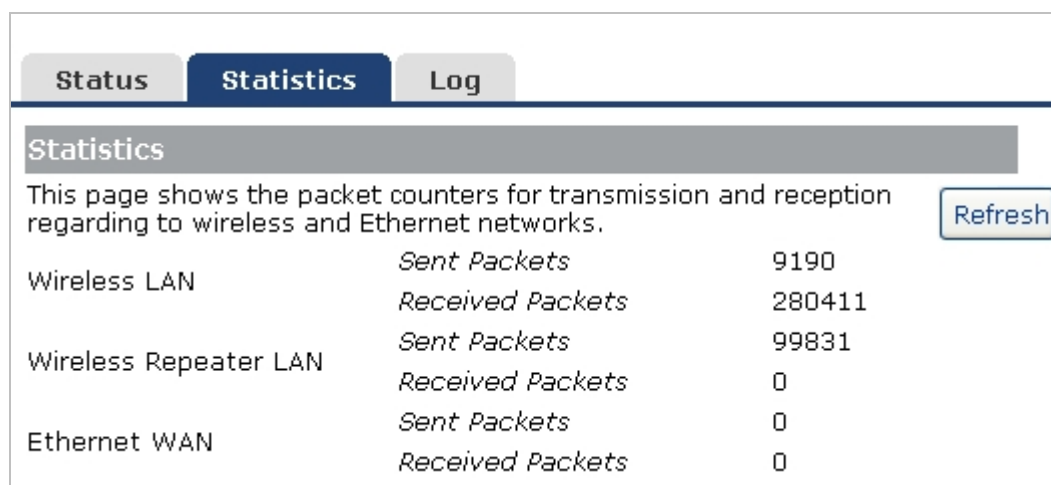 Status Statistics Log
Statistics
This page shows the packet counters for transmission and reception
regarding to wireless and Ethernet networks.
Refresh
Wireless LAN
Sent Packets 9190
Received Packets 280411
Wireless Repeater LAN
Sent Packets 99831
Received Packets 0
Ethernet WAN
Sent Packets 0
Received Packets 0